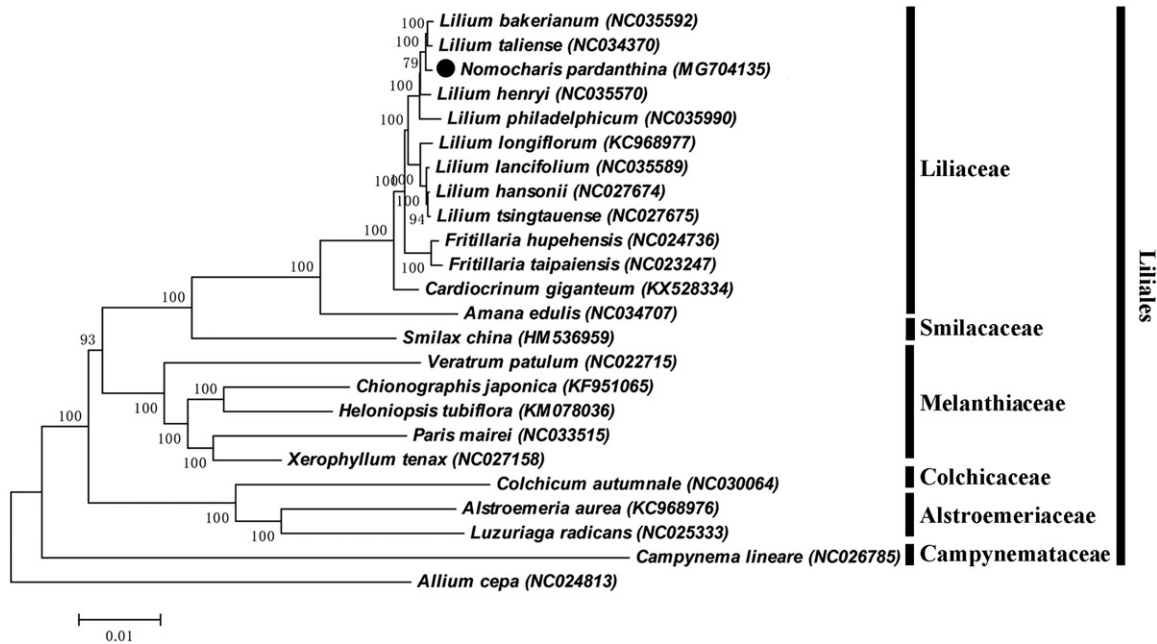 100
Lilium bakerianum (NC035592)
100
Lilium taliense (NC034370)
79
Nomocharis pardanthina (MG704135)
100
Lilium henryi (NC035570)
100
Lilium philadelphicum (NC035990)
Lilium longiflorum (KC968977)
Lilium lancifolium (NC035589)
100
100
Lilium hansonii (NC027674)
100
94
Lilium tsingtauense (NC027675)
100
Fritillaria hupehensis (NC024736)
100
Fritillaria taipaiensis (NC023247)
100
Cardiocrinum giganteum (KX528334)
100
Amana edulis (NC034707)
Smilax china (HM536959)
93
Veratrum patulum (NC022715)
100
Chionographis japonica (KF951065)
100
Heloniopsis tubiflora (KM078036)
100
100
Paris mairei (NC033515)
100
Xerophyllum tenax (NC027158)
Colchicum autumnale (NC030064)
100
Alstroemeria aurea (KC968976)
100
Luzuriaga radicans (NC025333)
Campynema lineare (NC026785)
Allium cepa (NC024813)
0.01
Liliaceae
Smilacaceae
Melanthiaceae
Colchicaceae
Alstroemeriaceae
Campynemataceae
Liliales